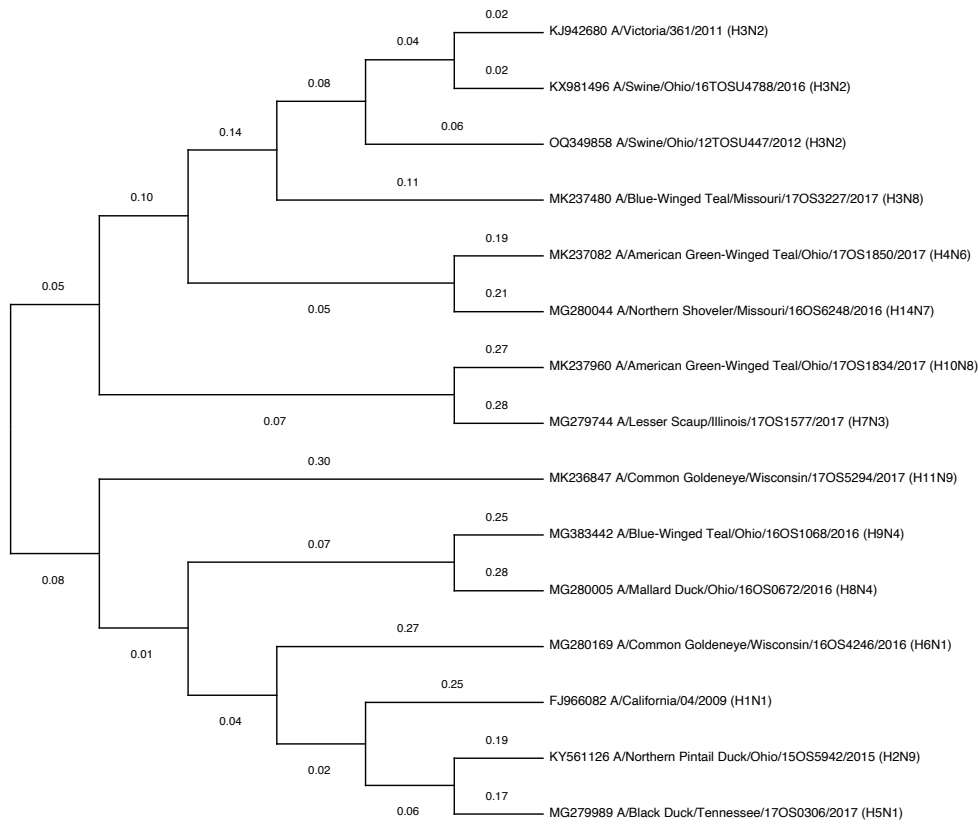 0.02
KJ942680 A/Victoria/361/2011 (H3N2)
0.04
0.02
0.08
KX981496 A/Swine/Ohio/16TOSU4788/2016 (H3N2)
0.06
0.14
OQ349858 A/Swine/Ohio/12TOSU447/2012 (H3N2)
0.11
0.10
MK237480 A/Blue-Winged Teal/Missouri/17OS3227/2017 (H3N8)
0.19
MK237082 A/American Green-Winged Teal/Ohio/17OS1850/2017 (H4N6)
0.05
0.21
0.05
MG280044 A/Northern Shoveler/Missouri/16OS6248/2016 (H14N7)
0.27
MK237960 A/American Green-Winged Teal/Ohio/17OS1834/2017 (H10N8)
0.28
0.07
MG279744 A/Lesser Scaup/Illinois/17OS1577/2017 (H7N3)
0.30
MK236847 A/Common Goldeneye/Wisconsin/17OS5294/2017 (H11N9)
0.25
0.07
MG383442 A/Blue-Winged Teal/Ohio/16OS1068/2016 (H9N4)
0.08
0.28
MG280005 A/Mallard Duck/Ohio/16OS0672/2016 (H8N4)
0.27
0.01
MG280169 A/Common Goldeneye/Wisconsin/16OS4246/2016 (H6N1)
0.25
0.04
FJ966082 A/California/04/2009 (H1N1)
0.19
0.02
KY561126 A/Northern Pintail Duck/Ohio/15OS5942/2015 (H2N9)
0.17
0.06
MG279989 A/Black Duck/Tennessee/17OS0306/2017 (H5N1)